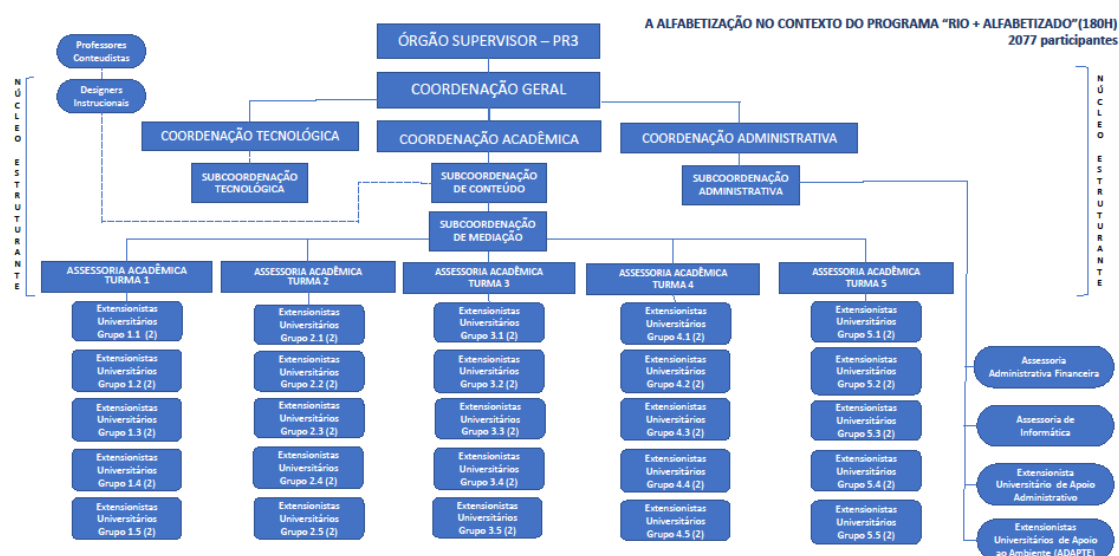 A ALFABETIZAÇÃO NO CONTEXTO DO PROGRAMA “RIO + ALFABETIZADO”(180H)
2077 participantes
ÓRGÃO SUPERVISOR – PR3
Professores
Conteudistas
Designers
Instrucionais
NÚCLEO ESTRUTURANTE
NÚCLEO ESTRUTURANTE
COORDENAÇÃO GERAL
COORDENAÇÃO TECNOLÓGICA
COORDENAÇÃO ACADÊMICA
COORDENAÇÃO ADMINISTRATIVA
SUBCOORDENAÇÃO
TECNOLÓGICA
SUBCOORDENAÇÃO
DE CONTEÚDO
SUBCOORDENAÇÃO
ADMINISTRATIVA
SUBCOORDENAÇÃO
DE MEDIAÇÃO
ASSESSORIA ACADÊMICA
TURMA 1
ASSESSORIA ACADÊMICA
TURMA 2
ASSESSORIA ACADÊMICA
TURMA 3
ASSESSORIA ACADÊMICA
TURMA 4
ASSESSORIA ACADÊMICA
TURMA 5
Extensionistas
Universitários
Grupo 1.1 (2)
Extensionistas
Universitários
Grupo 2.1 (2)
Extensionistas
Universitários
Grupo 3.1 (2)
Extensionistas
Universitários
Grupo 4.1 (2)
Extensionistas
Universitários
Grupo 5.1 (2)
Extensionistas
Universitários
Grupo 1.2 (2)
Extensionistas
Universitários
Grupo 2.2 (2)
Extensionistas
Universitários
Grupo 3.2 (2)
Extensionistas
Universitários
Grupo 4.2 (2)
Extensionistas
Universitários
Grupo 5.2 (2)
Extensionistas
Universitários
Grupo 1.3 (2)
Extensionistas
Universitários
Grupo 2.3 (2)
Extensionistas
Universitários
Grupo 3.3 (2)
Extensionistas
Universitários
Grupo 4.3 (2)
Extensionistas
Universitários
Grupo 5.3 (2)
Extensionistas
Universitários
Grupo 1.4 (2)
Extensionistas
Universitários
Grupo 2.4 (2)
Extensionistas
Universitários
Grupo 3.4 (2)
Extensionistas
Universitários
Grupo 4.4 (2)
Extensionistas
Universitários
Grupo 5.4 (2)
Extensionistas
Universitários
Grupo 1.5 (2)
Extensionistas
Universitários
Grupo 2.5 (2)
Extensionistas
Universitários
Grupo 3.5 (2)
Extensionistas
Universitários
Grupo 4.5 (2)
Extensionistas
Universitários
Grupo 5.5 (2)
Assessoria
Administrativa Financeira
Assessoria de
Informática
Extensionista
Universitário de Apoio
Administrativo
Extensionistas
Universitários de Apoio
ao Ambiente (ADAPTE)